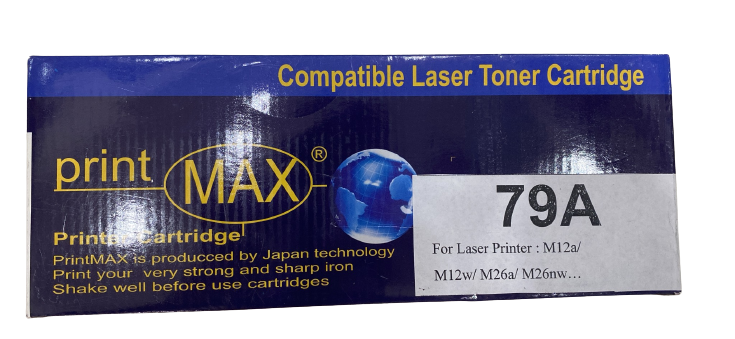 Compatible Laser Toner Cartridge
print MAX®
79A
For Laser Printer : M12a/
M12w/ M26a/ M26nw...
Printer Cartridge
PrintMAX is producced by Japan technology
Print your very strong and sharp iron
Shake well before use cartridges